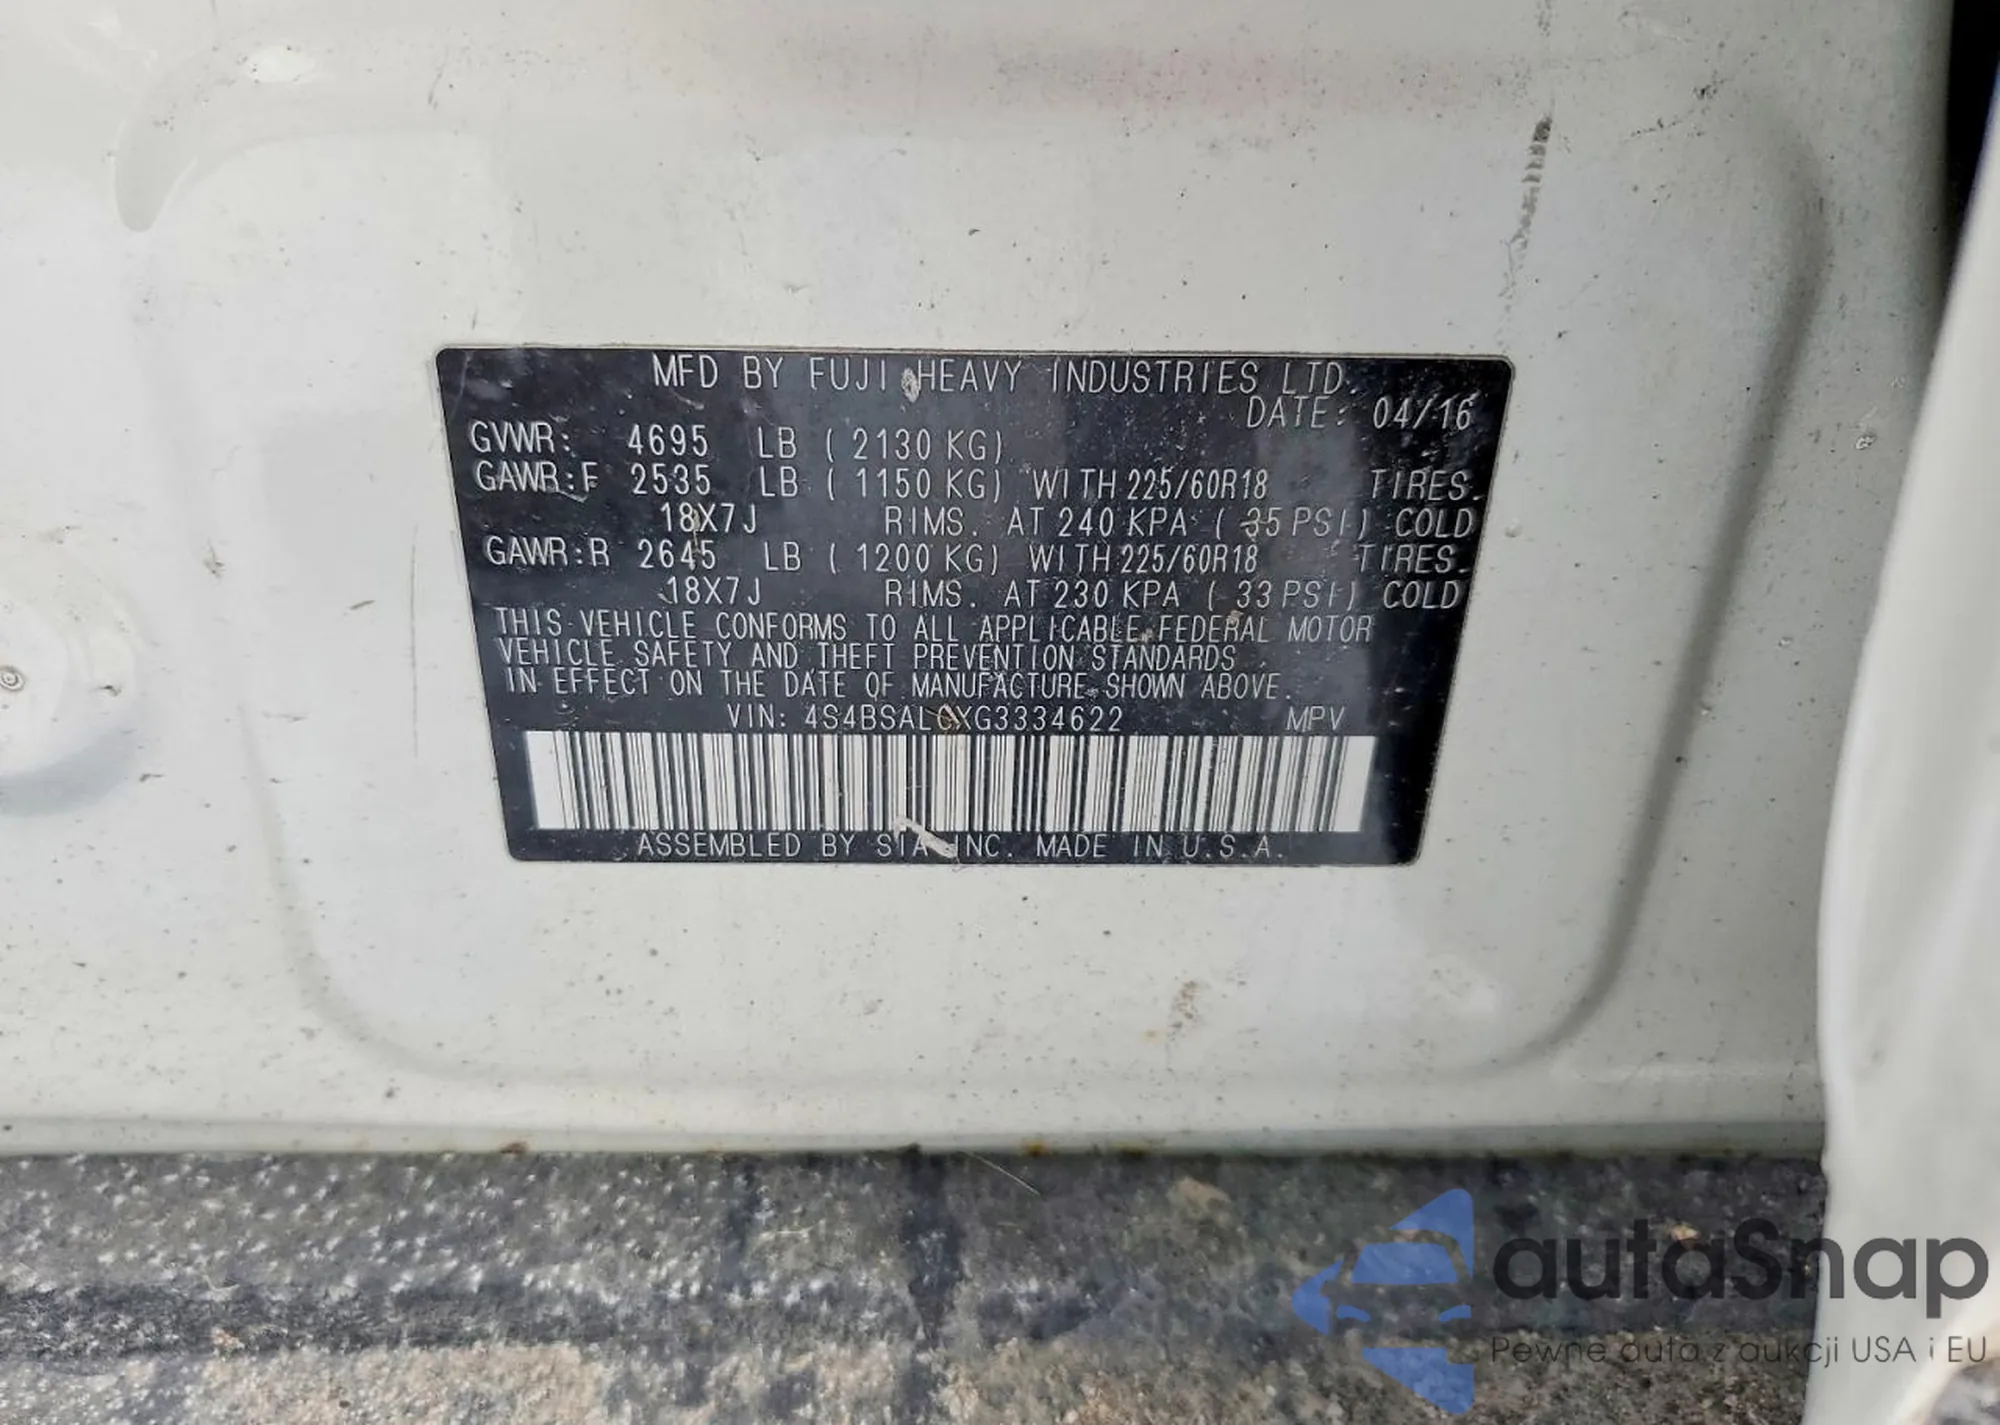 MFD BY FUJI HEAVY INDUSTRIES LTD.
DATE: 04/16
GVWR: 4695 LB ( 2130 KG)
GAWR:F 2535 LB ( 1150 KG) WITH 225/60R18 TIRES.
18X7J RIMS. AT 240 KPA ( 35 PSI) COLD
GAWR:R 2645 LB ( 1200 KG) WITH 225/60R18 TIRES.
18X7J RIMS. AT 230 KPA ( 33 PSI) COLD
THIS VEHICLE CONFORMS TO ALL APPLICABLE FEDERAL MOTOR
VEHICLE SAFETY AND THEFT PREVENTION STANDARDS
IN EFFECT ON THE DATE OF MANUFACTURE SHOWN ABOVE.
VIN: 4S4BSALCXG3334622 MPV
ASSEMBLED BY SIA INC. MADE IN U.S.A.
autaSnap
Pewne auta z aukcji USA i EU